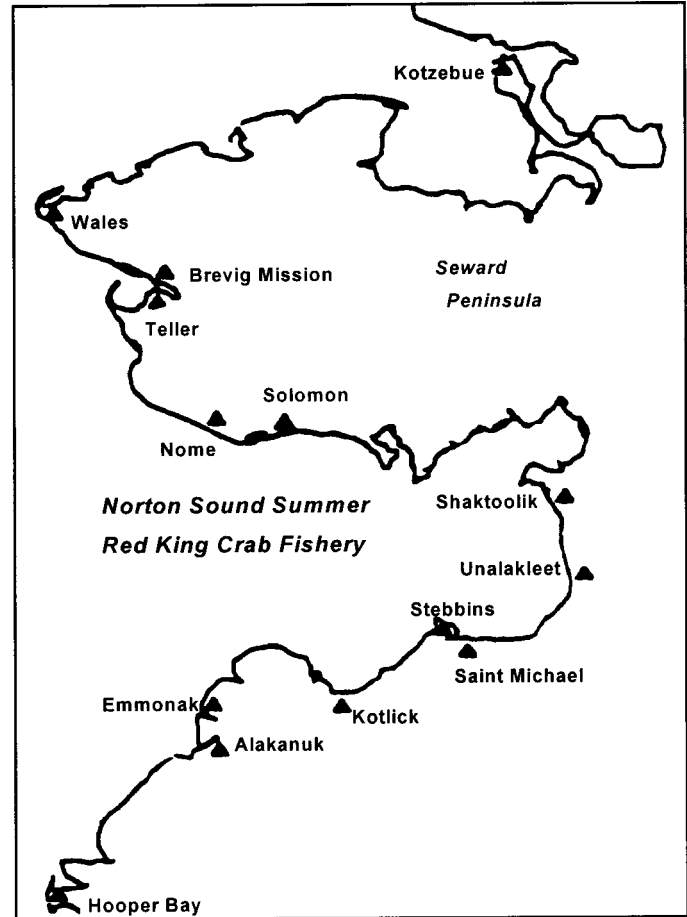 Kotzebue
Wales
Brevig Mission
Seward
Peninsula
Teller
Solomon
Nome
Norton Sound Summer
Red King Crab Fishery
Shaktoolik
Unalakleet
Stebbins
Saint Michael
Emmonak
Kotlick
Alakanuk
Hooper Bay